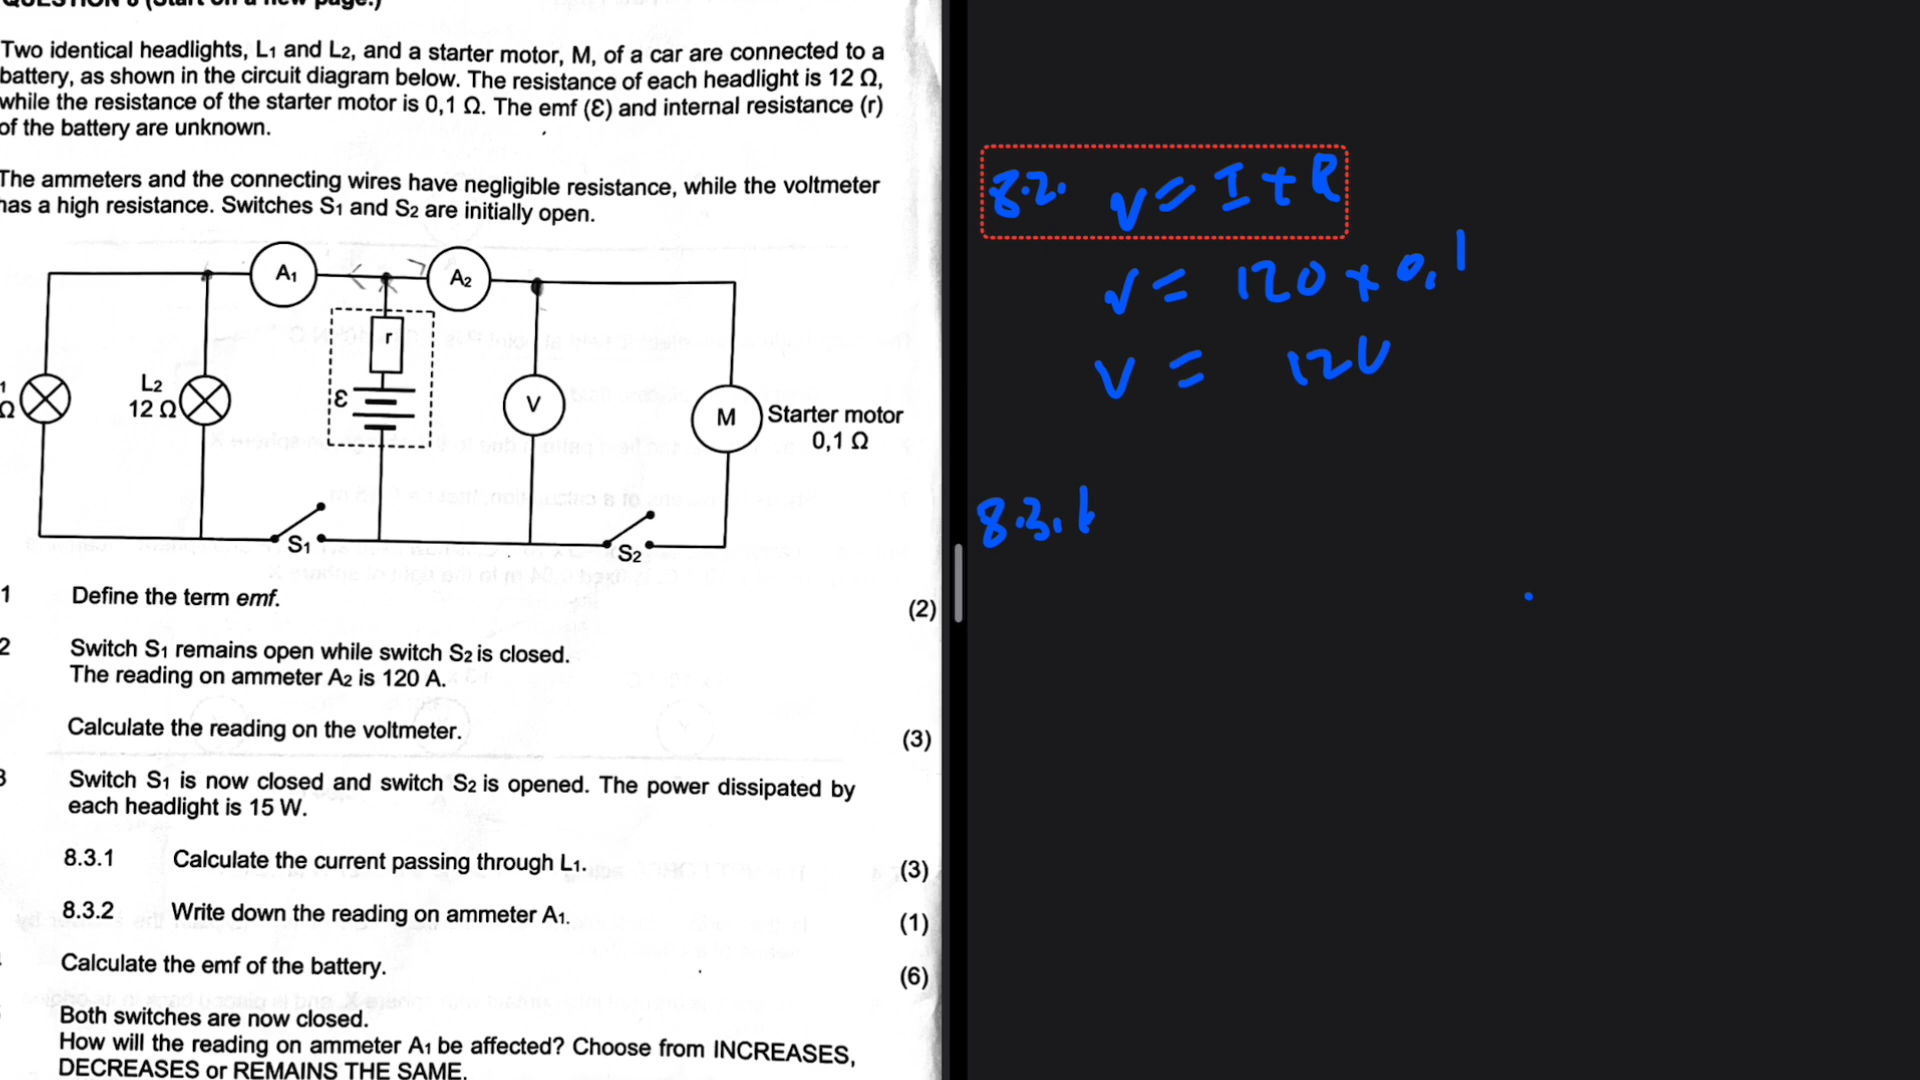 Two identical headlights, L1 and L2, and a starter motor, M, of a car are connected to a
battery, as shown in the circuit diagram below. The resistance of each headlight is 12 Ω,
while the resistance of the starter motor is 0,1 Ω. The emf (Ɛ) and internal resistance (r)
of the battery are unknown.
The ammeters and the connecting wires have negligible resistance, while the voltmeter
has a high resistance. Switches S1 and S2 are initially open.
A1
A2
r
1
Ω
L2
12 Ω
Ɛ
V
M
Starter motor
0,1 Ω
S1
S2
1 Define the term emf. (2)
2 Switch S1 remains open while switch S2 is closed.
The reading on ammeter A2 is 120 A.
Calculate the reading on the voltmeter. (3)
3 Switch S1 is now closed and switch S2 is opened. The power dissipated by
each headlight is 15 W.
8.3.1 Calculate the current passing through L1. (3)
8.3.2 Write down the reading on ammeter A1. (1)
Calculate the emf of the battery. (6)
Both switches are now closed.
How will the reading on ammeter A1 be affected? Choose from INCREASES,
DECREASES or REMAINS THE SAME.
8.2. V = I + R
V = 120 × 0,1
V = 12V
8.3.1